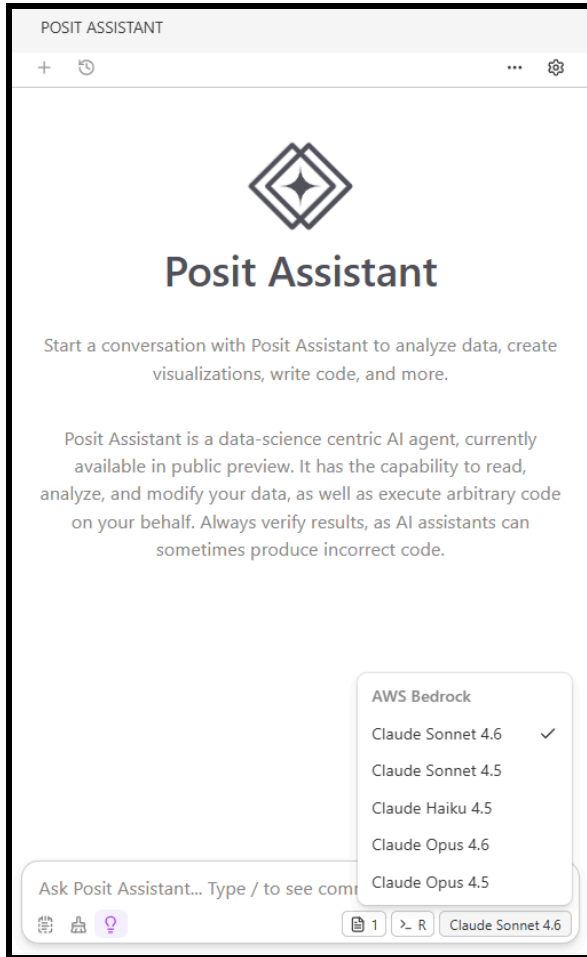 POSIT ASSISTANT
Posit Assistant
Start a conversation with Posit Assistant to analyze data, create
visualizations, write code, and more.
Posit Assistant is a data-science centric AI agent, currently
available in public preview. It has the capability to read,
analyze, and modify your data, as well as execute arbitrary code
on your behalf. Always verify results, as AI assistants can
sometimes produce incorrect code.
AWS Bedrock
Claude Sonnet 4.6
Claude Sonnet 4.5
Claude Haiku 4.5
Claude Opus 4.6
Claude Opus 4.5
Ask Posit Assistant... Type / to see
1
R
Claude Sonnet 4.6